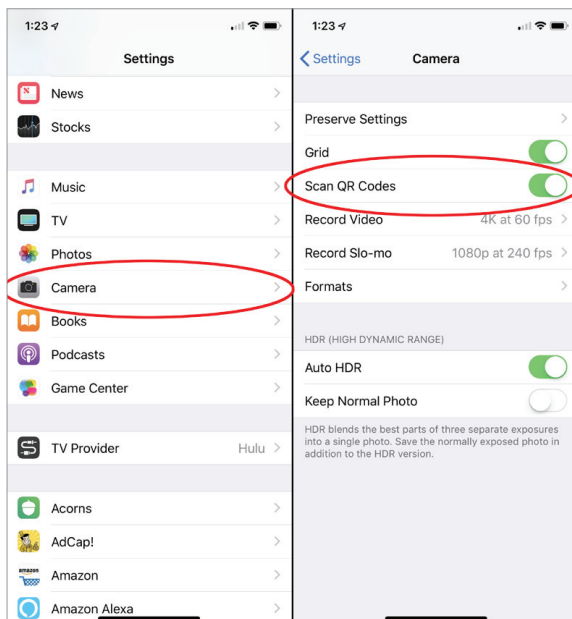 1:23
Settings
News
Stocks
Music
TV
Photos
Camera
Books
Podcasts
Game Center
TV Provider Hulu
Acorns
AdCap!
amazon
Amazon
Amazon Alexa
1:23
Settings Camera
Preserve Settings
Grid
Scan QR Codes
Record Video 4K at 60 fps
Record Slo-mo 1080p at 240 fps
Formats
HDR (HIGH DYNAMIC RANGE)
Auto HDR
Keep Normal Photo
HDR blends the best parts of three separate exposures
into a single photo. Save the normally exposed photo in
addition to the HDR version.